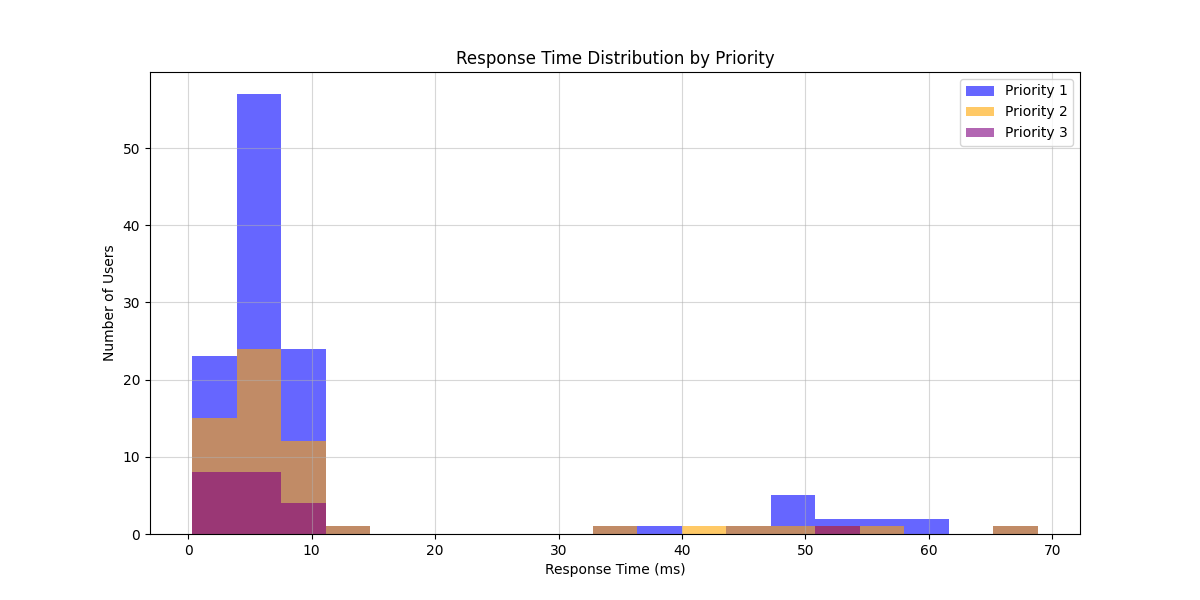 Response Time Distribution by Priority
Priority 1
Priority 2
Priority 3
Number of Users
50
40
30
20
10
0
0 10 20 30 40 50 60 70
Response Time (ms)